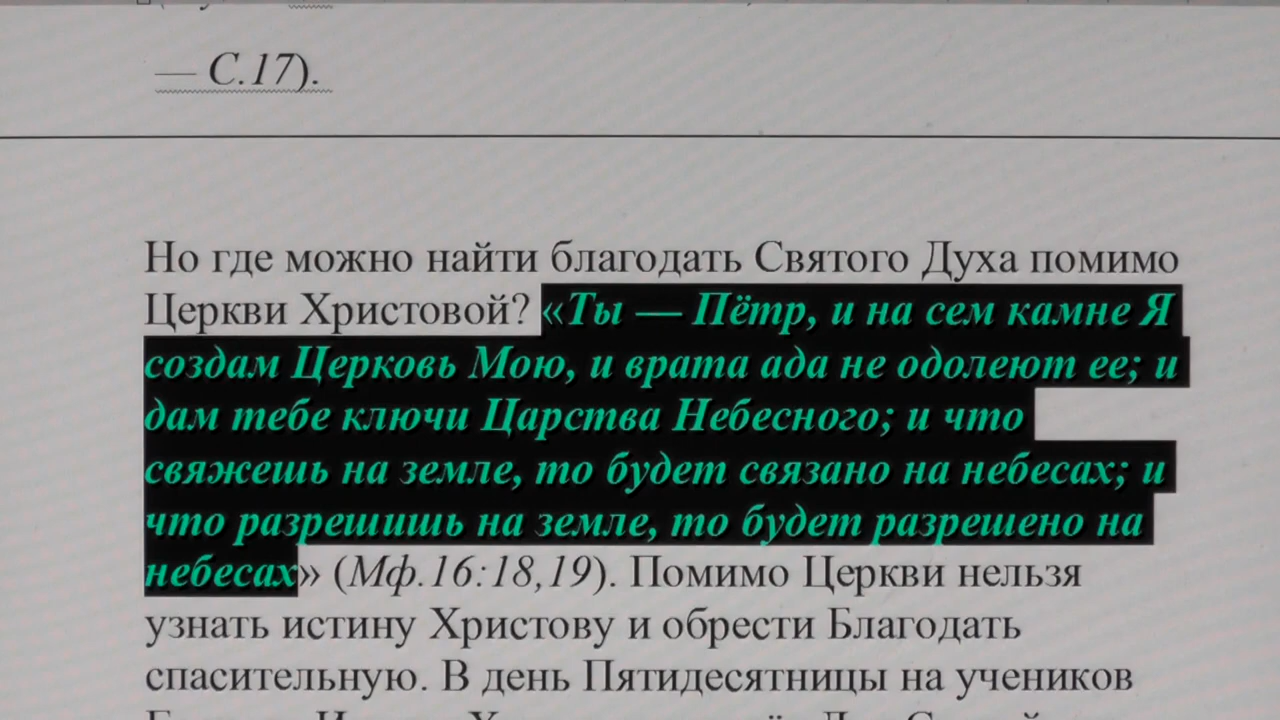 — С.17).
Но где можно найти благодать Святого Духа помимо
Церкви Христовой? «Ты — Пётр, и на сем камне Я
создам Церковь Мою, и врата ада не одолеют ее; и
дам тебе ключи Царства Небесного; и что
свяжешь на земле, то будет связано на небесах; и
что разрешишь на земле, то будет разрешено на
небесах» (Мф.16:18,19). Помимо Церкви нельзя
узнать истину Христову и обрести Благодать
спасительную. В день Пятидесятницы на учеников